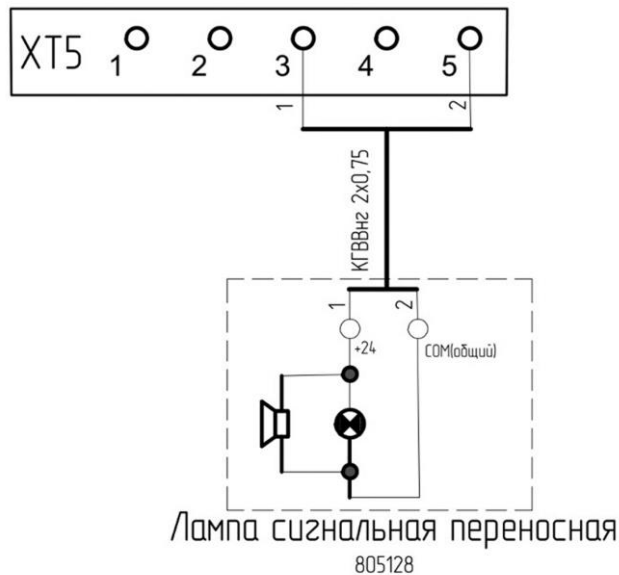 XT5 1 2 3 4 5
1 2
КГВВнг 2х0,75
1 2
+24 COM(общий)
Лампа сигнальная переносная
805128